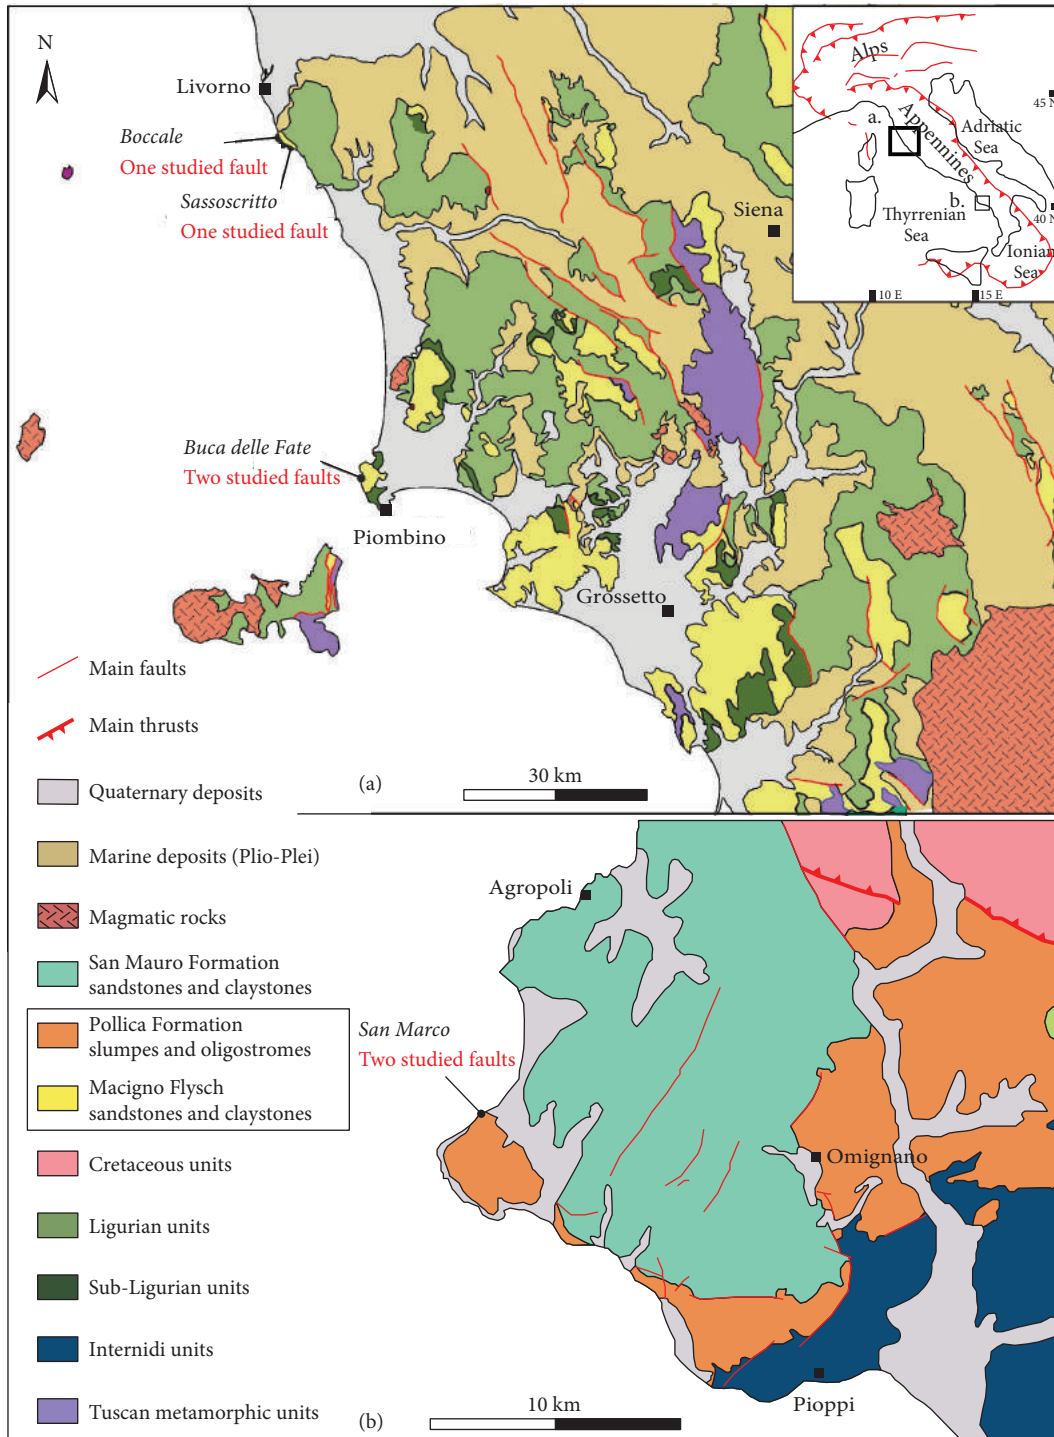 N
Livorno
Boccale
One studied fault
Sassoscritto
One studied fault
Siena
Alps
45 N
a.
Appennines
Adriatic
Sea
b.
40 N
Thyrrenian
Sea
Ionian
Sea
10 E
15 E
Buca delle Fate
Two studied faults
Piombino
Grossetto
Main faults
Main thrusts
(a)
30 km
Quaternary deposits
Marine deposits (Plio-Plei)
Magmatic rocks
San Mauro Formation
sandstones and claystones
Pollica Formation
slumpes and oligostromes
Macigno Flysch
sandstones and claystones
Cretaceous units
Ligurian units
Sub-Ligurian units
Internidi units
Tuscan metamorphic units
Agropoli
San Marco
Two studied faults
Omignano
Pioppi
(b)
10 km